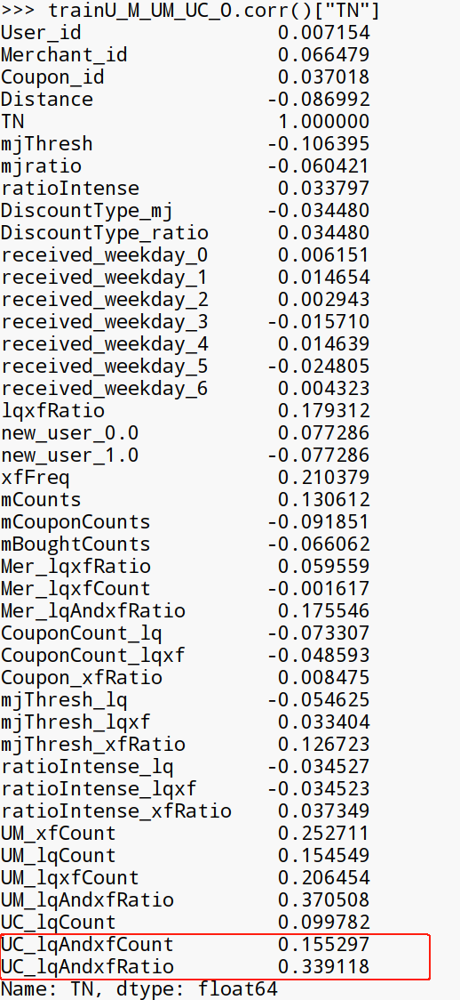 >>> trainU_M_UM_UC_O.corr()["TN"]
User_id 0.007154
Merchant_id 0.066479
Coupon_id 0.037018
Distance -0.086992
TN 1.000000
mjThresh -0.106395
mjratio -0.060421
ratioIntense 0.033797
DiscountType_mj -0.034480
DiscountType_ratio 0.034480
received_weekday_0 0.006151
received_weekday_1 0.014654
received_weekday_2 0.002943
received_weekday_3 -0.015710
received_weekday_4 0.014639
received_weekday_5 -0.024805
received_weekday_6 0.004323
lqxfRatio 0.179312
new_user_0.0 0.077286
new_user_1.0 -0.077286
xfFreq 0.210379
mCounts 0.130612
mCouponCounts -0.091851
mBoughtCounts -0.066062
Mer_lqxfRatio 0.059559
Mer_lqxfCount -0.001617
Mer_lqAndxfRatio 0.175546
CouponCount_lq -0.073307
CouponCount_lqxf -0.048593
Coupon_xfRatio 0.008475
mjThresh_lq -0.054625
mjThresh_lqxf 0.033404
mjThresh_xfRatio 0.126723
ratioIntense_lq -0.034527
ratioIntense_lqxf -0.034523
ratioIntense_xfRatio 0.037349
UM_xfCount 0.252711
UM_lqCount 0.154549
UM_lqxfCount 0.206454
UM_lqAndxfRatio 0.370508
UC_lqCount 0.099782
UC_lqAndxfCount 0.155297
UC_lqAndxfRatio 0.339118
Name: TN, dtype: float64